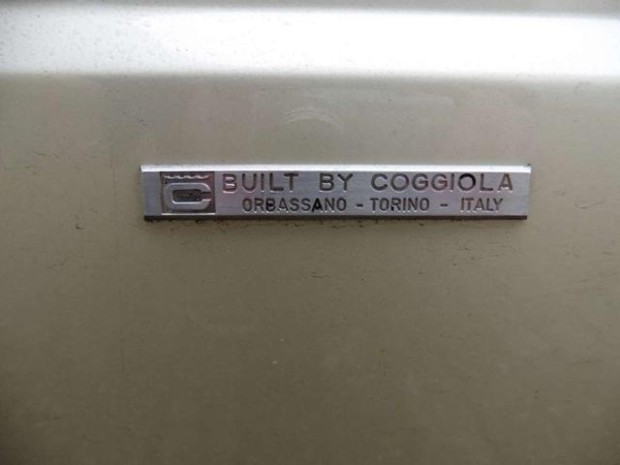 C BUILT BY COGGIOLA
ORBASSANO - TORINO - ITALY